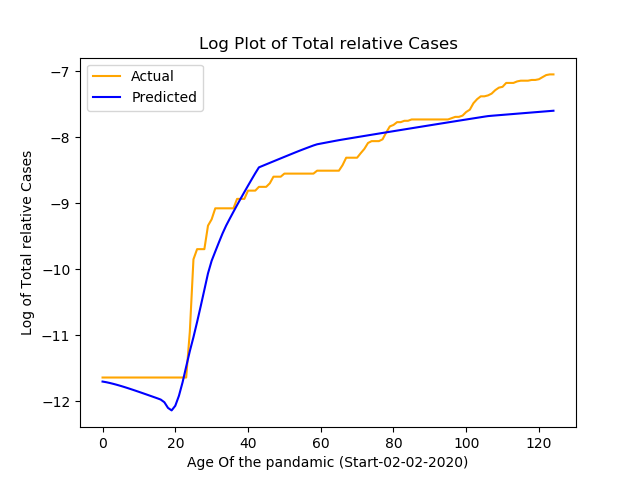 Log Plot of Total relative Cases
Actual
Predicted
Log of Total relative Cases
−7
−8
−9
−10
−11
−12
0 20 40 60 80 100 120
Age Of the pandamic (Start-02-02-2020)